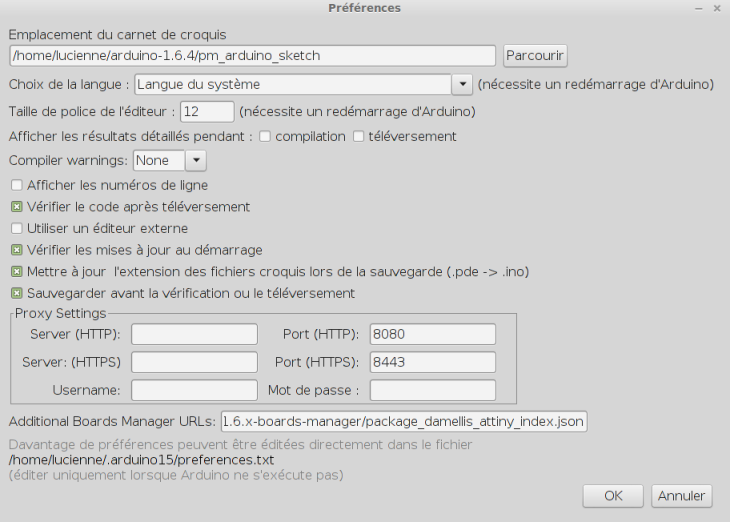 Préférences
Emplacement du carnet de croquis
/home/lucienne/arduino-1.6.4/pm_arduino_sketch Parcourir
Choix de la langue : Langue du système (nécessite un redémarrage d'Arduino)
Taille de police de l'éditeur : 12 (nécessite un redémarrage d'Arduino)
Afficher les résultats détaillés pendant : compilation téléversement
Compiler warnings: None
Afficher les numéros de ligne
Vérifier le code après téléversement
Utiliser un éditeur externe
Vérifier les mises à jour au démarrage
Mettre à jour l'extension des fichiers croquis lors de la sauvegarde (.pde -> .ino)
Sauvegarder avant la vérification ou le téléversement
Proxy Settings
Server (HTTP): Port (HTTP): 8080
Server: (HTTPS) Port (HTTPS): 8443
Username: Mot de passe :
Additional Boards Manager URLs: 1.6.x-boards-manager/package_damellis_attiny_index.json
Davantage de préférences peuvent être éditées directement dans le fichier
/home/lucienne/.arduino15/preferences.txt
(éditer uniquement lorsque Arduino ne s'exécute pas)
OK Annuler